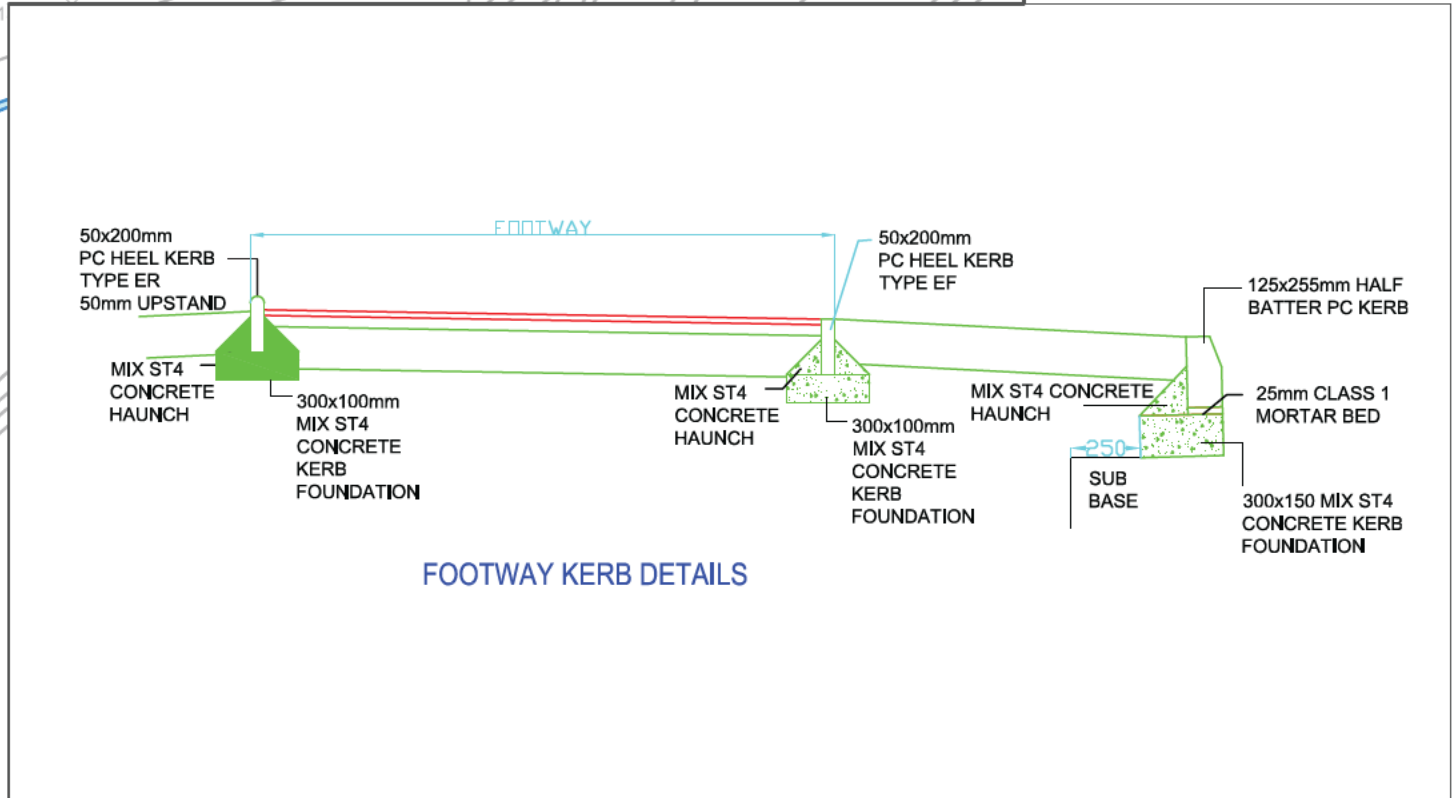 FOOTWAY
50x200mm
PC HEEL KERB
TYPE ER
50mm UPSTAND
50x200mm
PC HEEL KERB
TYPE EF
125x255mm HALF
BATTER PC KERB
MIX ST4
CONCRETE
HAUNCH
300x100mm
MIX ST4
CONCRETE
KERB
FOUNDATION
MIX ST4
CONCRETE
HAUNCH
300x100mm
MIX ST4
CONCRETE
KERB
FOUNDATION
MIX ST4 CONCRETE
HAUNCH
25mm CLASS 1
MORTAR BED
250
SUB
BASE
300x150 MIX ST4
CONCRETE KERB
FOUNDATION
FOOTWAY KERB DETAILS